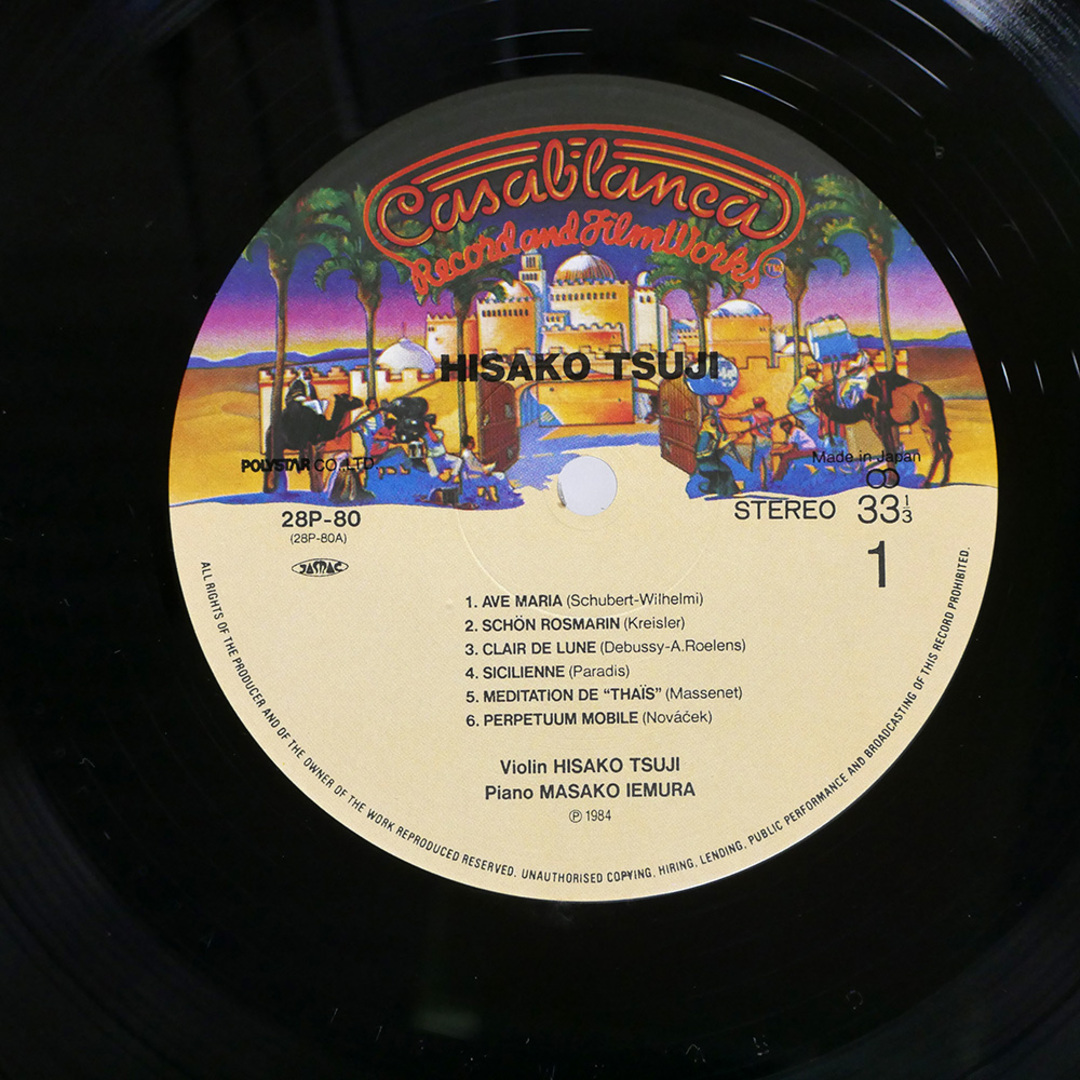 Casablanca
Record and FilmWorks TM
HISAKO TSUJI
POLYSTAR CO., LTD.
Made in Japan
28P-80
(28P-80A)
JASRAC
STEREO 33 1/3
1
1. AVE MARIA (Schubert-Wilhelmi)
2. SCHÖN ROSMARIN (Kreisler)
3. CLAIR DE LUNE (Debussy-A.Roelens)
4. SICILIENNE (Paradis)
5. MEDITATION DE “THAÏS” (Massenet)
6. PERPETUUM MOBILE (Nováček)
Violin HISAKO TSUJI
Piano MASAKO IEMURA
Ⓟ 1984
ALL RIGHTS OF THE PRODUCER AND OF THE OWNER OF THE WORK REPRODUCED RESERVED. UNAUTHORISED COPYING, HIRING, LENDING, PUBLIC PERFORMANCE AND BROADCASTING OF THIS RECORD PROHIBITED.